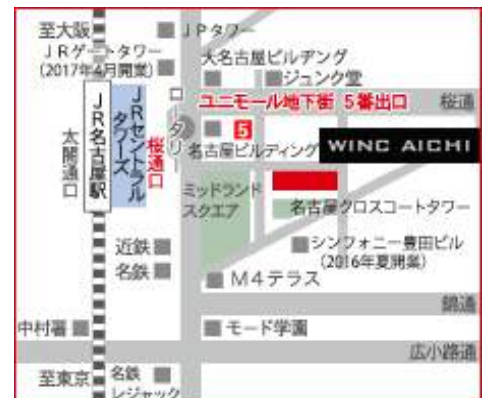 至大阪
JPタワー
JRゲートタワー
(2017年4月開業)
大名古屋ビルヂング
ジュンク堂
ユニモール地下街 5番出口
桜通
JR名古屋駅
JRセントラル
タワーズ
桜通口
ロータリー
太閤通口
5
名古屋ビルディング
WINC AICHI
ミッドランド
スクエア
名古屋クロスコートタワー
近鉄
名鉄
シンフォニー豊田ビル
(2016年夏開業)
M4テラス
錦通
中村署
モード学園
広小路通
至東京
名鉄
レジャック